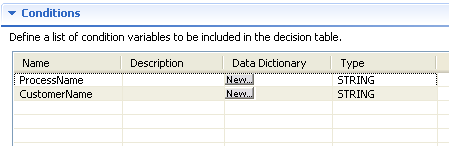 Conditions
Define a list of condition variables to be included in the decision table.
Name Description Data Dictionary Type
ProcessName New... STRING
CustomerName New... STRING